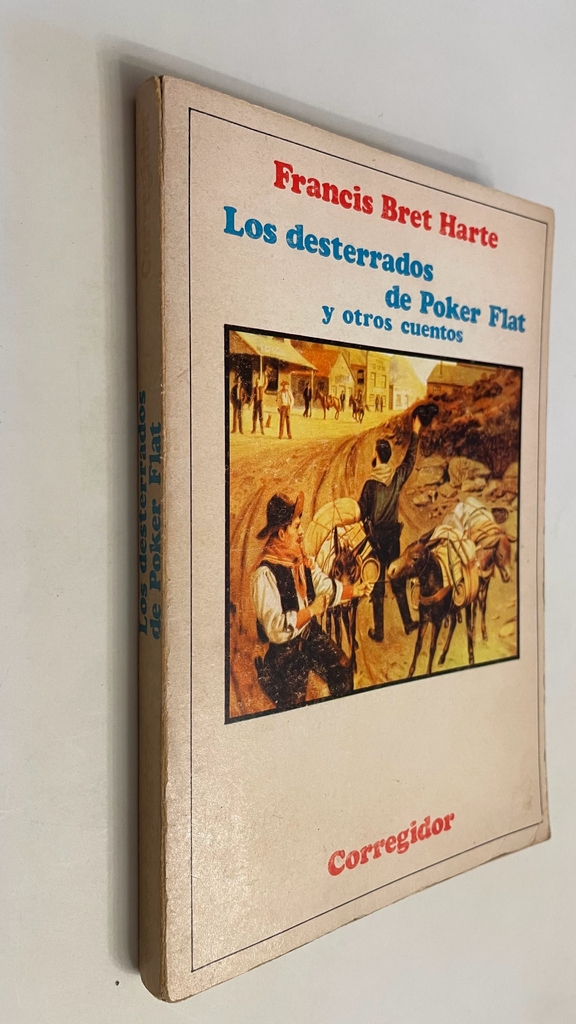 Francis Bret Harte
Los desterrados
de Poker Flat
y otros cuentos
Corregidor
Los desterrados
de Poker Flat